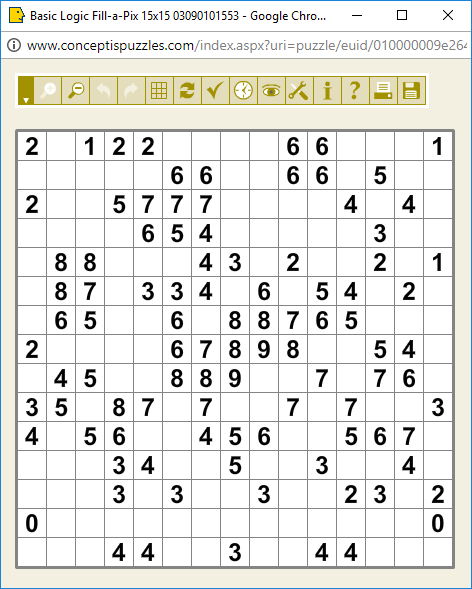 Basic Logic Fill-a-Pix 15x15 03090101553 - Google Chro...
www.conceptispuzzles.com/index.aspx?uri=puzzle/euid/010000009e264
2 1 2 2 6 6 1
6 6 6 6 5
2 5 7 7 7 4 4
6 5 4 3
8 8 4 3 2 2 1
8 7 3 3 4 6 5 4 2
6 5 6 8 8 7 6 5
2 6 7 8 9 8 5 4
4 5 8 8 9 7 7 6
3 5 8 7 7 7 7 3
4 5 6 4 5 6 5 6 7
3 4 5 3 4
3 3 3 2 3 2
0 0
4 4 3 4 4